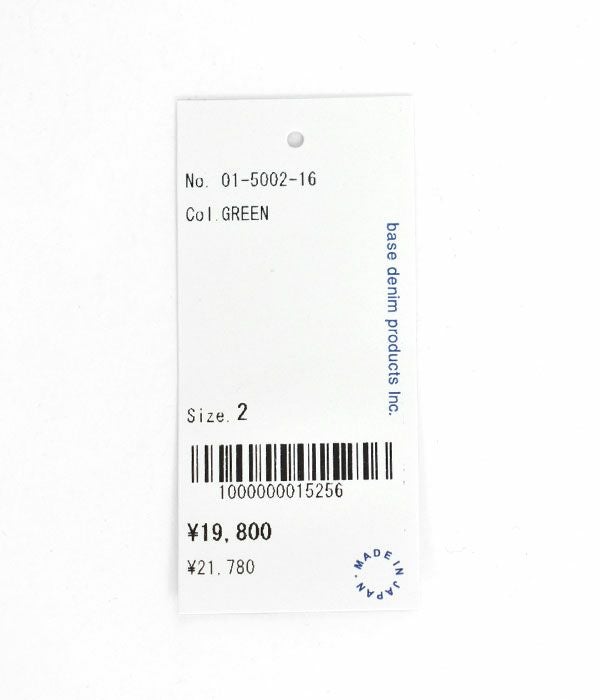 No. 01-5002-16
Col.GREEN
base denim products Inc.
Size. 2
1000000015256
¥19,800
¥21,780
MADE IN JAPAN